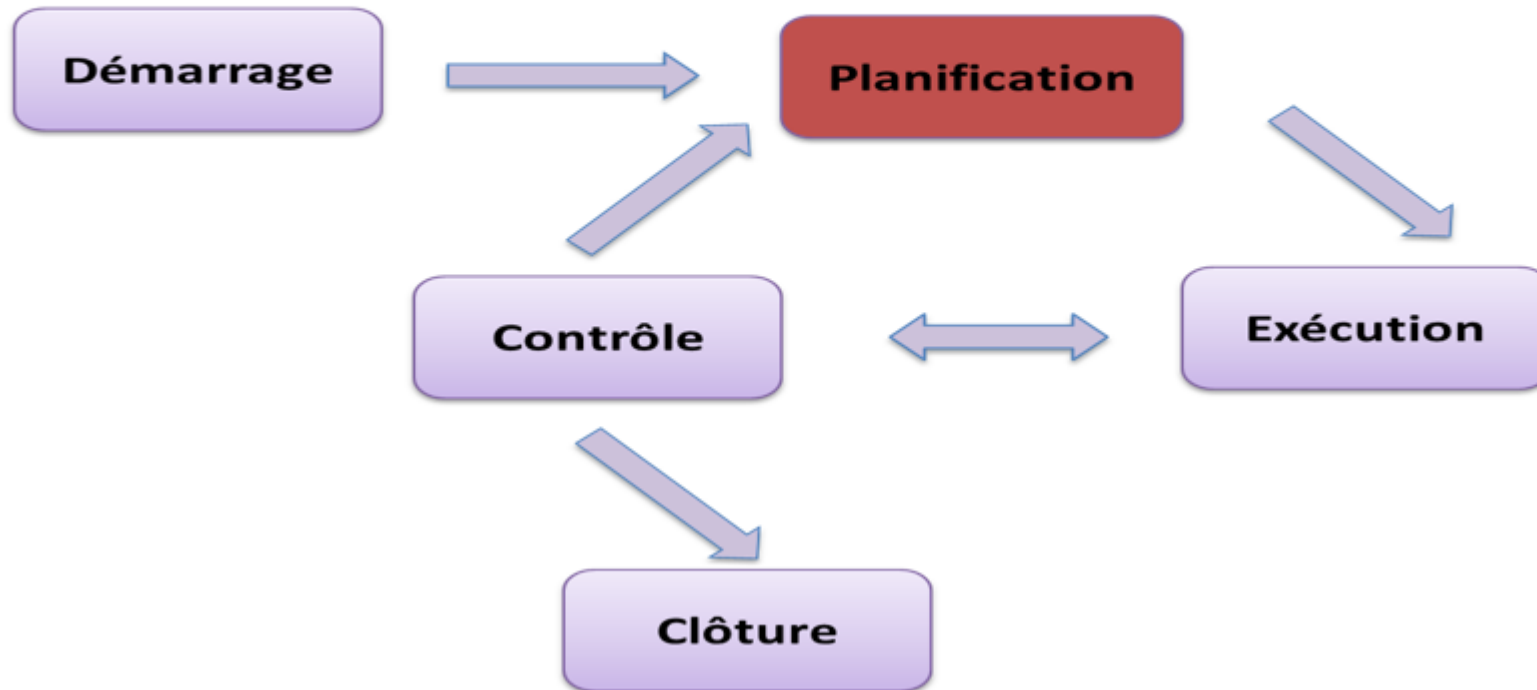 Démarrage
Planification
Contrôle
Exécution
Clôture